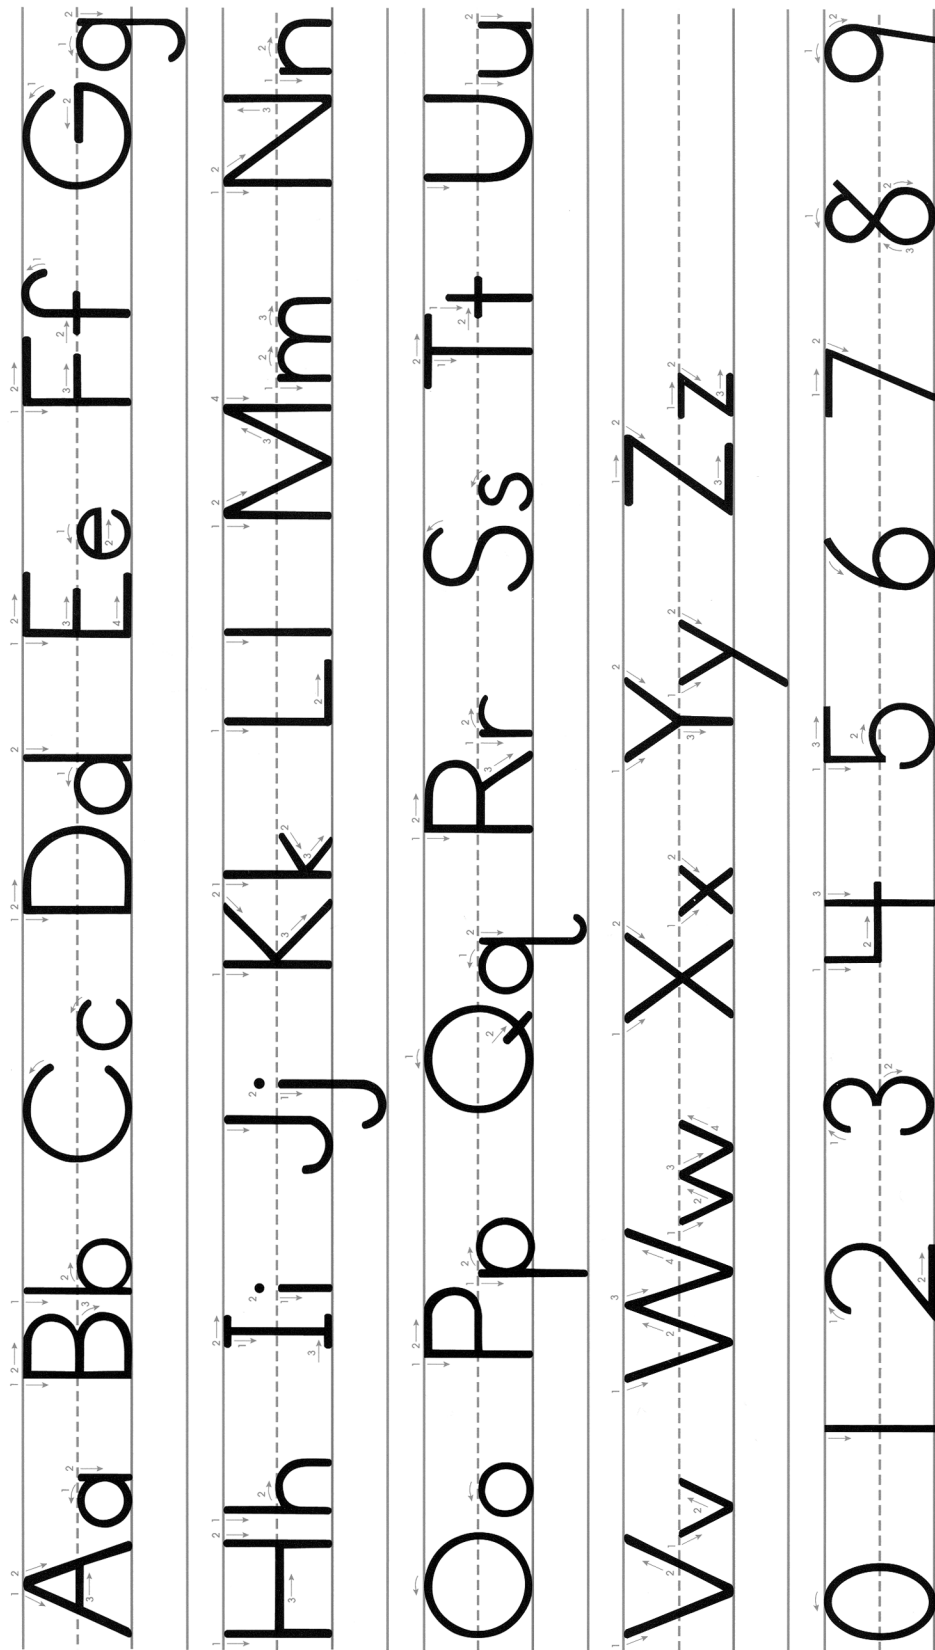 Aa Bb Cc Dd Ee Ff Gg
Hh Ii Jj Kk Ll Mm Nn
Oo Pp Qq Rr Ss Tt Uu
Vv Ww Xx Yy Zz
0 1 2 3 4 5 6 7 8 9